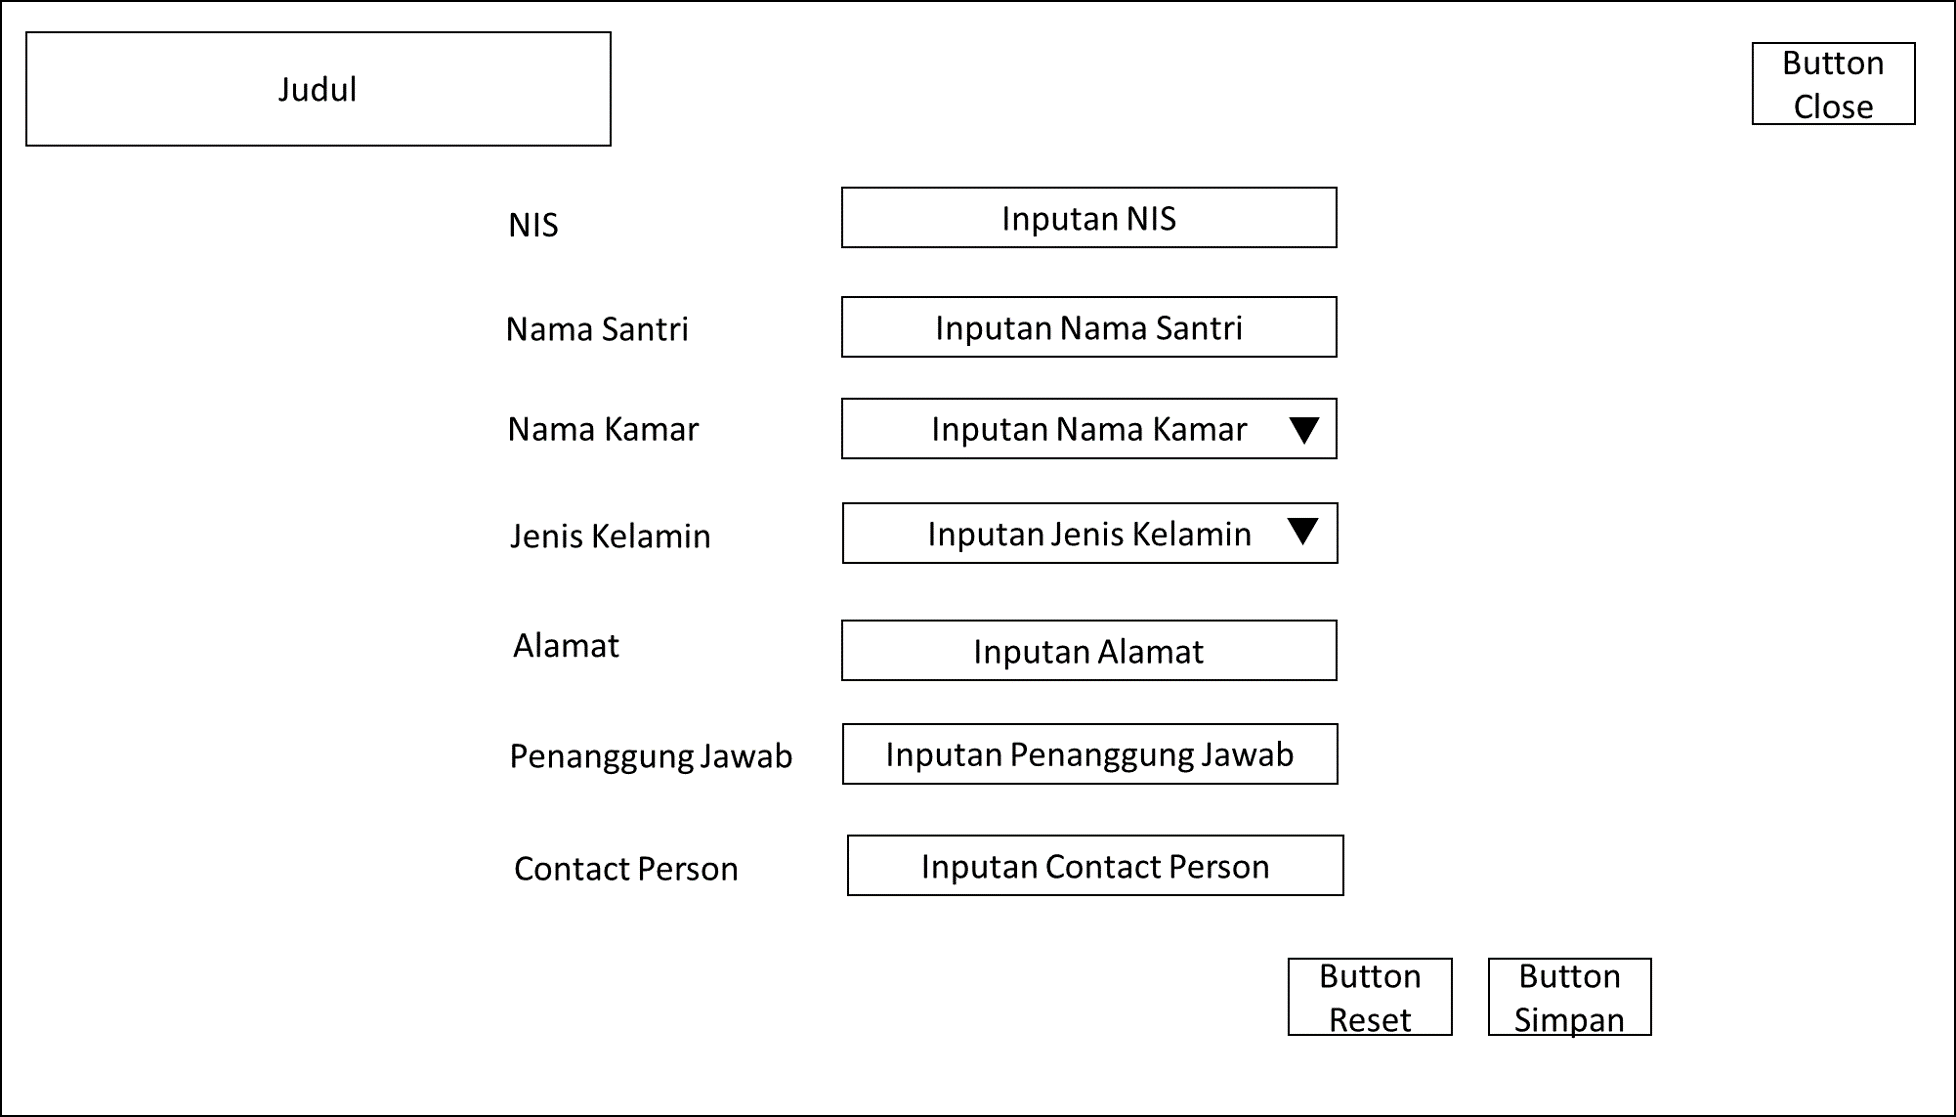 Judul
Button
Close
NIS
Inputan NIS
Nama Santri
Inputan Nama Santri
Nama Kamar
Inputan Nama Kamar
Jenis Kelamin
Inputan Jenis Kelamin
Alamat
Inputan Alamat
Penanggung Jawab
Inputan Penanggung Jawab
Contact Person
Inputan Contact Person
Button
Reset
Button
Simpan